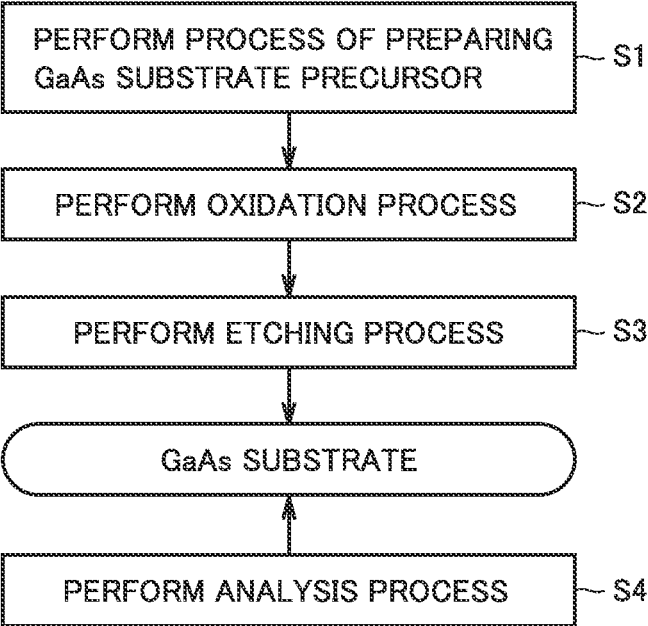 PERFORM PROCESS OF PREPARING
GaAs SUBSTRATE PRECURSOR
S1
PERFORM OXIDATION PROCESS
S2
PERFORM ETCHING PROCESS
S3
GaAs SUBSTRATE
PERFORM ANALYSIS PROCESS
S4